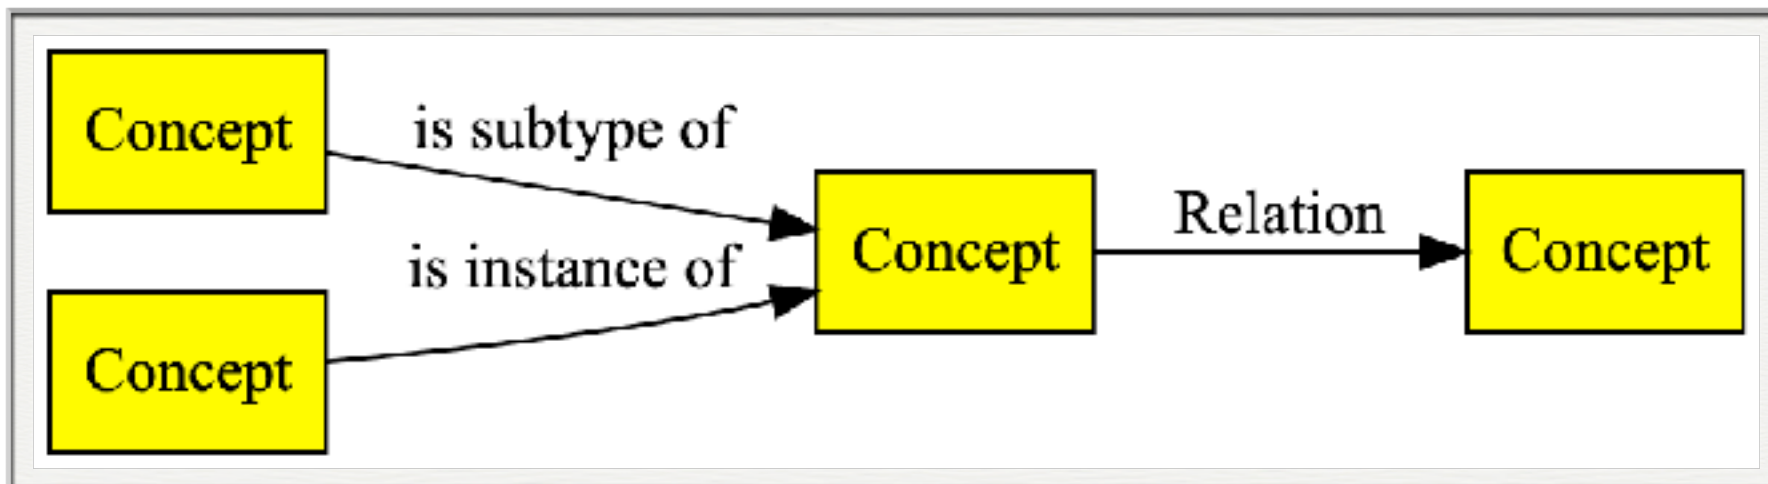 Concept
is subtype of
Concept
is instance of
Concept
Relation
Concept